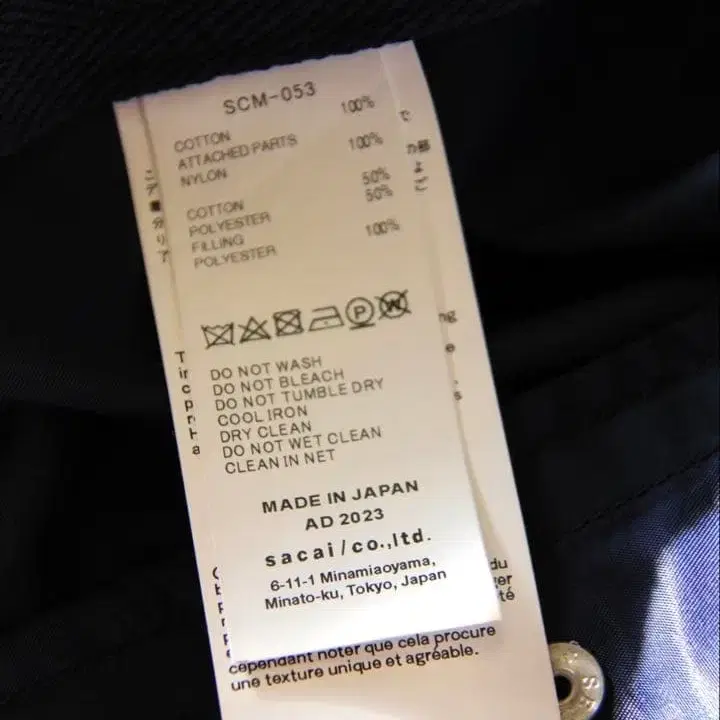 SCM-053
COTTON 100%
ATTACHED PARTS
NYLON 100%
COTTON 50%
POLYESTER 50%
FILLING
POLYESTER 100%
DO NOT WASH
DO NOT BLEACH
DO NOT TUMBLE DRY
COOL IRON
DRY CLEAN
DO NOT WET CLEAN
CLEAN IN NET
MADE IN JAPAN
AD 2023
sacai/co.,ltd.
6-11-1 Minamiaoyama,
Minato-ku, Tokyo, Japan
cependant noter que cela procure
une texture unique et agréable.